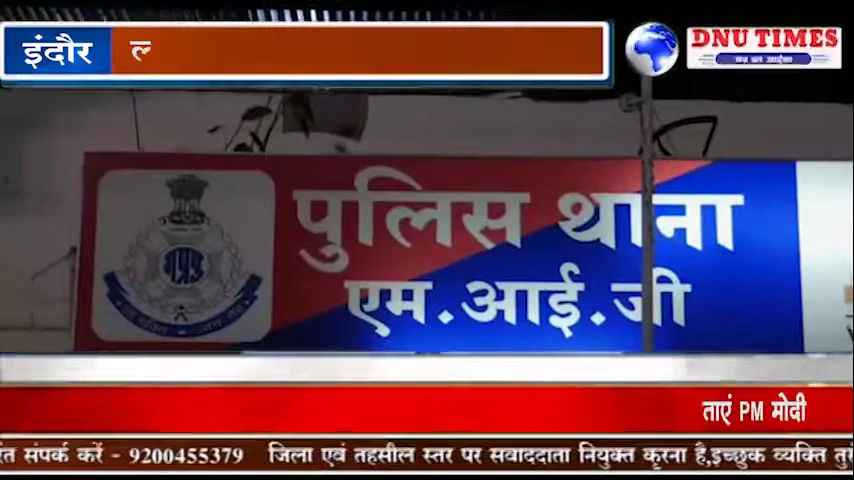 इंदौर
DNU TIMES
पुलिस थाना
एम.आई.जी
ताएं PM मोदी
त संपर्क करें - 9200455379 जिला एवं तहसील स्तर पर सवाददाता नियुक्त करना है,इच्छुक व्यक्ति तुरं